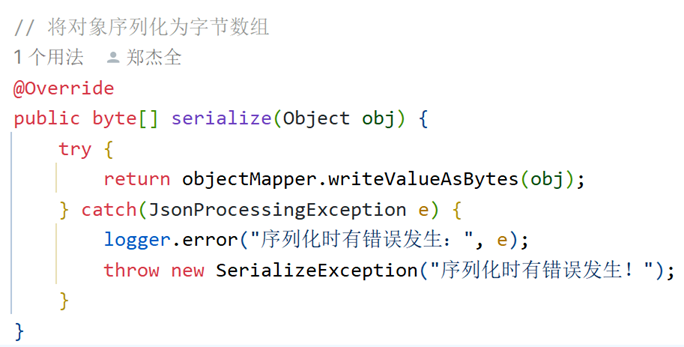 // 将对象序列化为字节数组
1 个用法 郑杰全
@Override
public byte[] serialize(Object obj) {
try {
return objectMapper.writeValueAsBytes(obj);
} catch(JsonProcessingException e) {
logger.error("序列化时有错误发生：", e);
throw new SerializeException("序列化时有错误发生！");
}
}